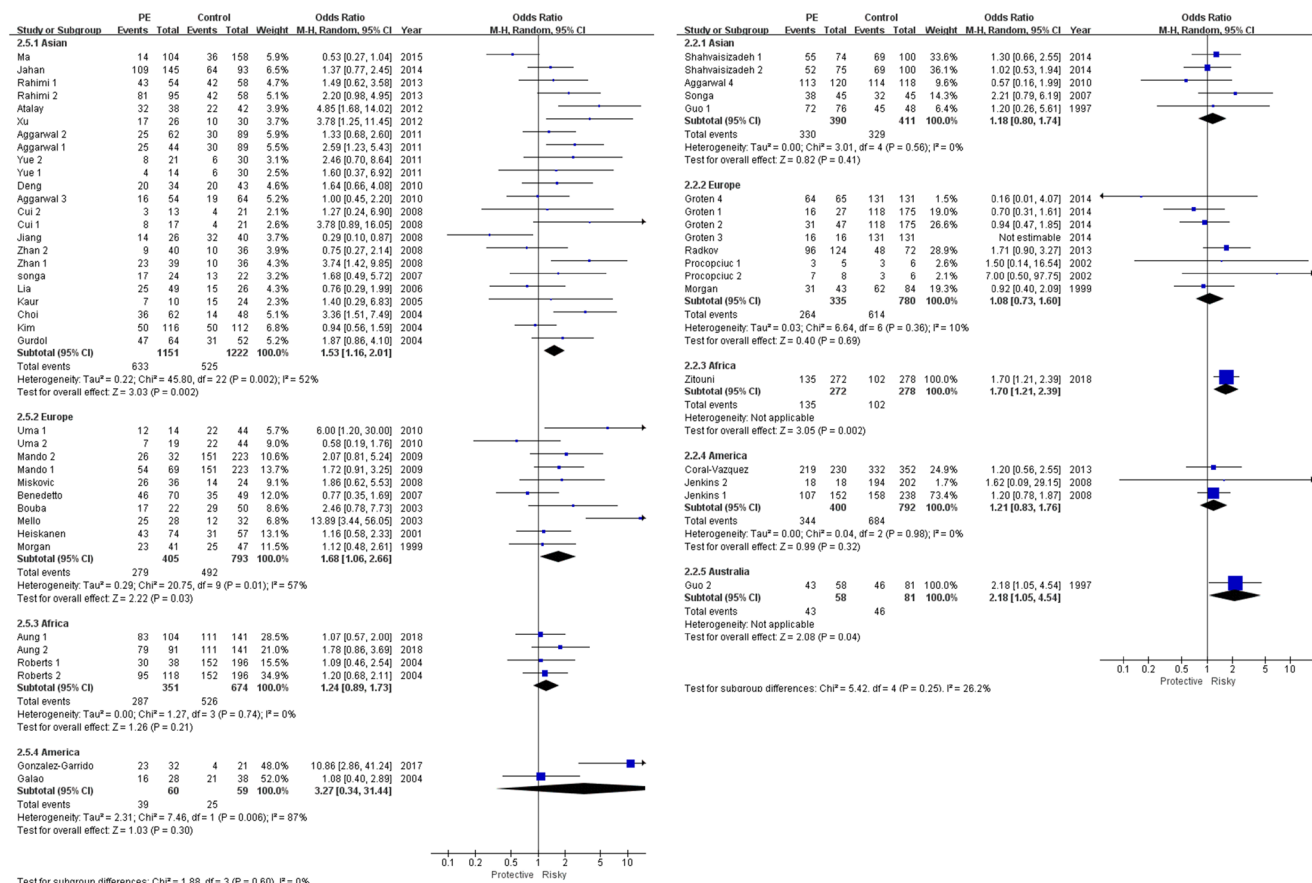 PE Control Odds Ratio Odds Ratio
Study or Subgroup Events Total Events Total Weight M-H, Random, 95% CI Year M-H, Random, 95% CI
2.5.1 Asian
Ma 14 104 36 158 5.9% 0.53 [0.27, 1.04] 2015
Jahan 109 145 64 93 6.4% 1.37 [0.77, 2.45] 2014
Rahimi 1 43 54 42 58 4.5% 1.49 [0.62, 3.58] 2013
Rahimi 2 81 95 42 58 4.8% 2.20 [0.98, 4.95] 2013
Atalay 32 38 22 42 3.6% 4.85 [1.68, 14.02] 2012
Xu 17 26 10 30 3.4% 3.78 [1.25, 11.45] 2012
Aggarwal 2 25 62 30 89 5.8% 1.33 [0.68, 2.60] 2011
Aggarwal 1 25 44 30 89 5.4% 2.59 [1.23, 5.43] 2011
Yue 2 8 21 6 30 3.1% 2.46 [0.70, 8.64] 2011
Yue 1 4 14 6 30 2.5% 1.60 [0.37, 6.92] 2011
Deng 20 34 20 43 4.3% 1.64 [0.66, 4.08] 2010
Aggarwal 3 16 54 19 64 5.0% 1.00 [0.45, 2.20] 2010
Cui 2 3 13 4 21 2.1% 1.27 [0.24, 6.90] 2008
Cui 1 8 17 4 21 2.5% 3.78 [0.89, 16.05] 2008
Jiang 14 26 32 40 3.5% 0.29 [0.10, 0.87] 2008
Zhan 2 9 40 10 36 3.8% 0.75 [0.27, 2.14] 2008
Zhan 1 23 39 10 36 4.1% 3.74 [1.42, 9.85] 2008
songa 17 24 13 22 3.0% 1.68 [0.49, 5.72] 2007
Lia 25 49 15 26 4.1% 0.76 [0.29, 1.99] 2006
Kaur 7 10 15 24 2.3% 1.40 [0.29, 6.83] 2005
Choi 36 62 14 48 5.1% 3.36 [1.51, 7.49] 2004
Kim 50 116 50 112 6.8% 0.94 [0.56, 1.59] 2004
Gurdol 47 64 31 52 5.2% 1.87 [0.86, 4.10] 2004
Subtotal (95% CI) 1151 1222 100.0% 1.53 [1.16, 2.01]
Total events 633 525
Heterogeneity: Tau² = 0.22; Chi² = 45.80, df = 22 (P = 0.002); I² = 52%
Test for overall effect: Z = 3.03 (P = 0.002)
2.5.2 Europe
Uma 1 12 14 22 44 5.7% 6.00 [1.20, 30.00] 2010
Uma 2 7 19 22 44 9.0% 0.58 [0.19, 1.76] 2010
Mando 2 26 32 151 223 10.6% 2.07 [0.81, 5.24] 2009
Mando 1 54 69 151 223 13.7% 1.72 [0.91, 3.25] 2009
Miskovic 26 36 14 24 9.1% 1.86 [0.62, 5.53] 2008
Benedetto 46 70 35 49 12.0% 0.77 [0.35, 1.69] 2007
Bouba 17 22 29 50 8.7% 2.46 [0.78, 7.73] 2003
Mello 25 28 12 32 6.8% 13.89 [3.44, 56.05] 2003
Heiskanen 43 74 31 57 13.1% 1.16 [0.58, 2.33] 2001
Morgan 23 41 25 47 11.5% 1.12 [0.48, 2.61] 1999
Subtotal (95% CI) 405 793 100.0% 1.68 [1.06, 2.66]
Total events 279 492
Heterogeneity: Tau² = 0.29; Chi² = 20.75, df = 9 (P = 0.01); I² = 57%
Test for overall effect: Z = 2.22 (P = 0.03)
2.5.3 Africa
Aung 1 83 104 111 141 28.5% 1.07 [0.57, 2.00] 2018
Aung 2 79 91 111 141 21.0% 1.78 [0.86, 3.69] 2018
Roberts 1 30 38 152 196 15.5% 1.09 [0.46, 2.54] 2004
Roberts 2 95 118 152 196 34.9% 1.20 [0.68, 2.11] 2004
Subtotal (95% CI) 351 674 100.0% 1.24 [0.89, 1.73]
Total events 287 526
Heterogeneity: Tau² = 0.00; Chi² = 1.27, df = 3 (P = 0.74); I² = 0%
Test for overall effect: Z = 1.26 (P = 0.21)
2.5.4 America
Gonzalez-Garrido 23 32 4 21 48.0% 10.86 [2.86, 41.24] 2017
Galao 16 28 21 38 52.0% 1.08 [0.40, 2.89] 2004
Subtotal (95% CI) 60 59 100.0% 3.27 [0.34, 31.44]
Total events 39 25
Heterogeneity: Tau² = 2.31; Chi² = 7.46, df = 1 (P = 0.006); I² = 87%
Test for overall effect: Z = 1.03 (P = 0.30)
0.1 0.2 0.5 1 2 5 10
Protective Risky
Test for subgroup differences: Chi² = 1.88, df = 3 (P = 0.60), I² = 0%
PE Control Odds Ratio Odds Ratio
Study or Subgroup Events Total Events Total Weight M-H, Random, 95% CI Year M-H, Random, 95% CI
2.2.1 Asian
Shahvaisizadeh 1 55 74 69 100 33.6% 1.30 [0.66, 2.55] 2014
Shahvaisizadeh 2 52 75 69 100 36.1% 1.02 [0.53, 1.94] 2014
Aggarwal 4 113 120 114 118 9.6% 0.57 [0.16, 1.99] 2010
Songa 38 45 32 45 14.3% 2.21 [0.79, 6.19] 2007
Guo 1 72 76 45 48 6.4% 1.20 [0.26, 5.61] 1997
Subtotal (95% CI) 390 411 100.0% 1.18 [0.80, 1.74]
Total events 330 329
Heterogeneity: Tau² = 0.00; Chi² = 3.01, df = 4 (P = 0.56); I² = 0%
Test for overall effect: Z = 0.82 (P = 0.41)
2.2.2 Europe
Groten 4 64 65 131 131 1.5% 0.16 [0.01, 4.07] 2014
Groten 1 16 27 118 175 19.1% 0.70 [0.31, 1.61] 2014
Groten 2 31 47 118 175 26.6% 0.94 [0.47, 1.85] 2014
Groten 3 16 16 131 131 Not estimable 2014
Radkov 96 124 48 72 28.9% 1.71 [0.90, 3.27] 2013
Procopciuc 1 3 5 3 6 2.7% 1.50 [0.14, 16.54] 2002
Procopciuc 2 7 8 3 6 2.2% 7.00 [0.50, 97.75] 2002
Morgan 31 43 62 84 19.3% 0.92 [0.40, 2.09] 1999
Subtotal (95% CI) 335 780 100.0% 1.08 [0.73, 1.60]
Total events 264 614
Heterogeneity: Tau² = 0.03; Chi² = 6.64, df = 6 (P = 0.36); I² = 10%
Test for overall effect: Z = 0.40 (P = 0.69)
2.2.3 Africa
Zitouni 135 272 102 278 100.0% 1.70 [1.21, 2.39] 2018
Subtotal (95% CI) 272 278 100.0% 1.70 [1.21, 2.39]
Total events 135 102
Heterogeneity: Not applicable
Test for overall effect: Z = 3.05 (P = 0.002)
2.2.4 America
Coral-Vazquez 219 230 332 352 24.9% 1.20 [0.56, 2.55] 2013
Jenkins 2 18 18 194 202 1.7% 1.62 [0.09, 29.15] 2008
Jenkins 1 107 152 158 238 73.4% 1.20 [0.78, 1.87] 2008
Subtotal (95% CI) 400 792 100.0% 1.21 [0.83, 1.76]
Total events 344 684
Heterogeneity: Tau² = 0.00; Chi² = 0.04, df = 2 (P = 0.98); I² = 0%
Test for overall effect: Z = 0.99 (P = 0.32)
2.2.5 Australia
Guo 2 43 58 46 81 100.0% 2.18 [1.05, 4.54] 1997
Subtotal (95% CI) 58 81 100.0% 2.18 [1.05, 4.54]
Total events 43 46
Heterogeneity: Not applicable
Test for overall effect: Z = 2.08 (P = 0.04)
0.1 0.2 0.5 1 2 5 10
Protective Risky
Test for subgroup differences: Chi² = 5.42, df = 4 (P = 0.25), I² = 26.2%